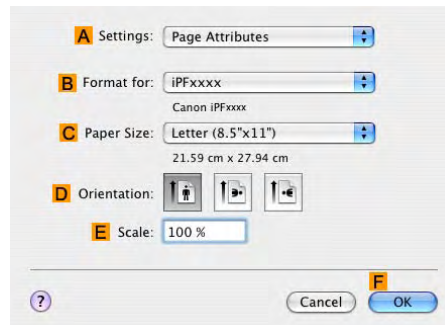 A Settings: Page Attributes
B Format for: iPFxxxx
Canon iPFxxxx
C Paper Size: Letter (8.5"x11")
21.59 cm x 27.94 cm
D Orientation:
E Scale: 100 %
F
? Cancel OK